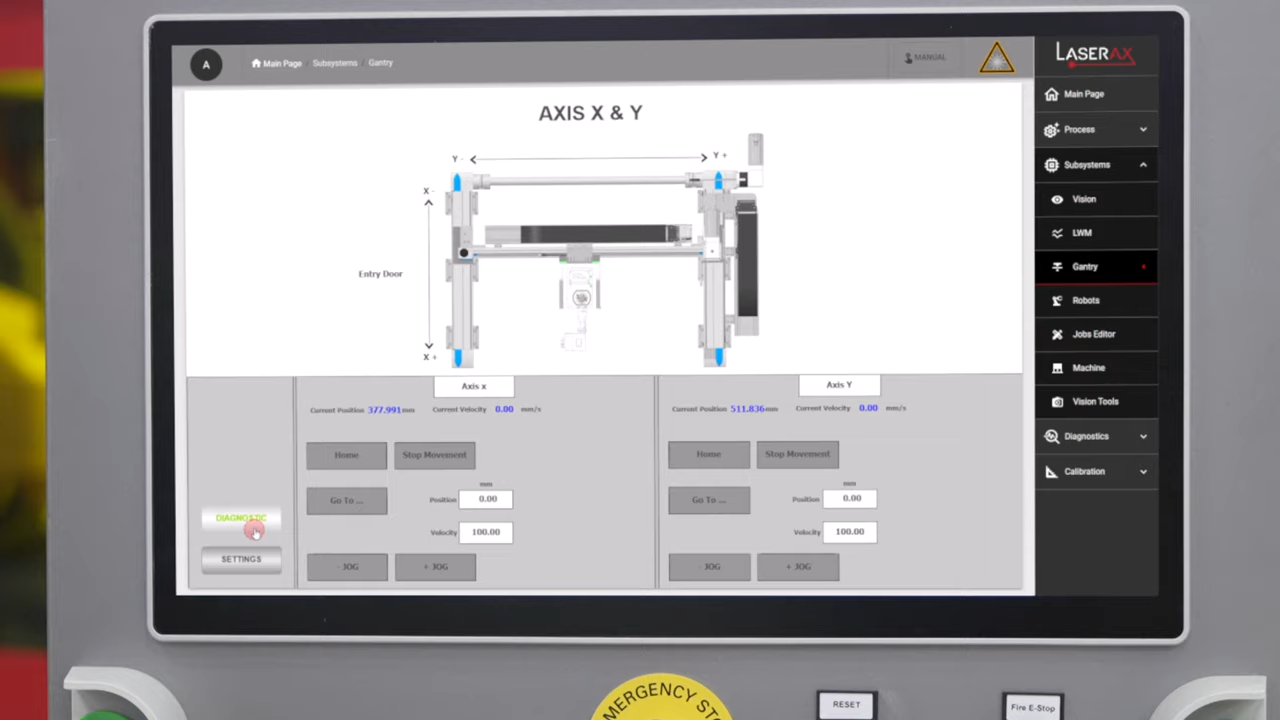 A
Main Page / Subsystems / Gantry
MANUAL
LASERAX
AXIS X & Y
Y -
Y +
X -
Entry Door
X +
Main Page
Process
Subsystems
Vision
LWM
Gantry
Robots
Jobs Editor
Machine
Vision Tools
Diagnostics
Calibration
DIAGNOSTIC
SETTINGS
Axis x
Current Position 377.991 mm Current Velocity 0.00 mm/s
Home Stop Movement
mm
Go To ... Position 0.00
Velocity 100.00
- JOG + JOG
Axis Y
Current Position 511.836 mm Current Velocity 0.00 mm/s
Home Stop Movement
mm
Go To ... Position 0.00
Velocity 100.00
- JOG + JOG
EMERGENCY
RESET
Fire E-Stop